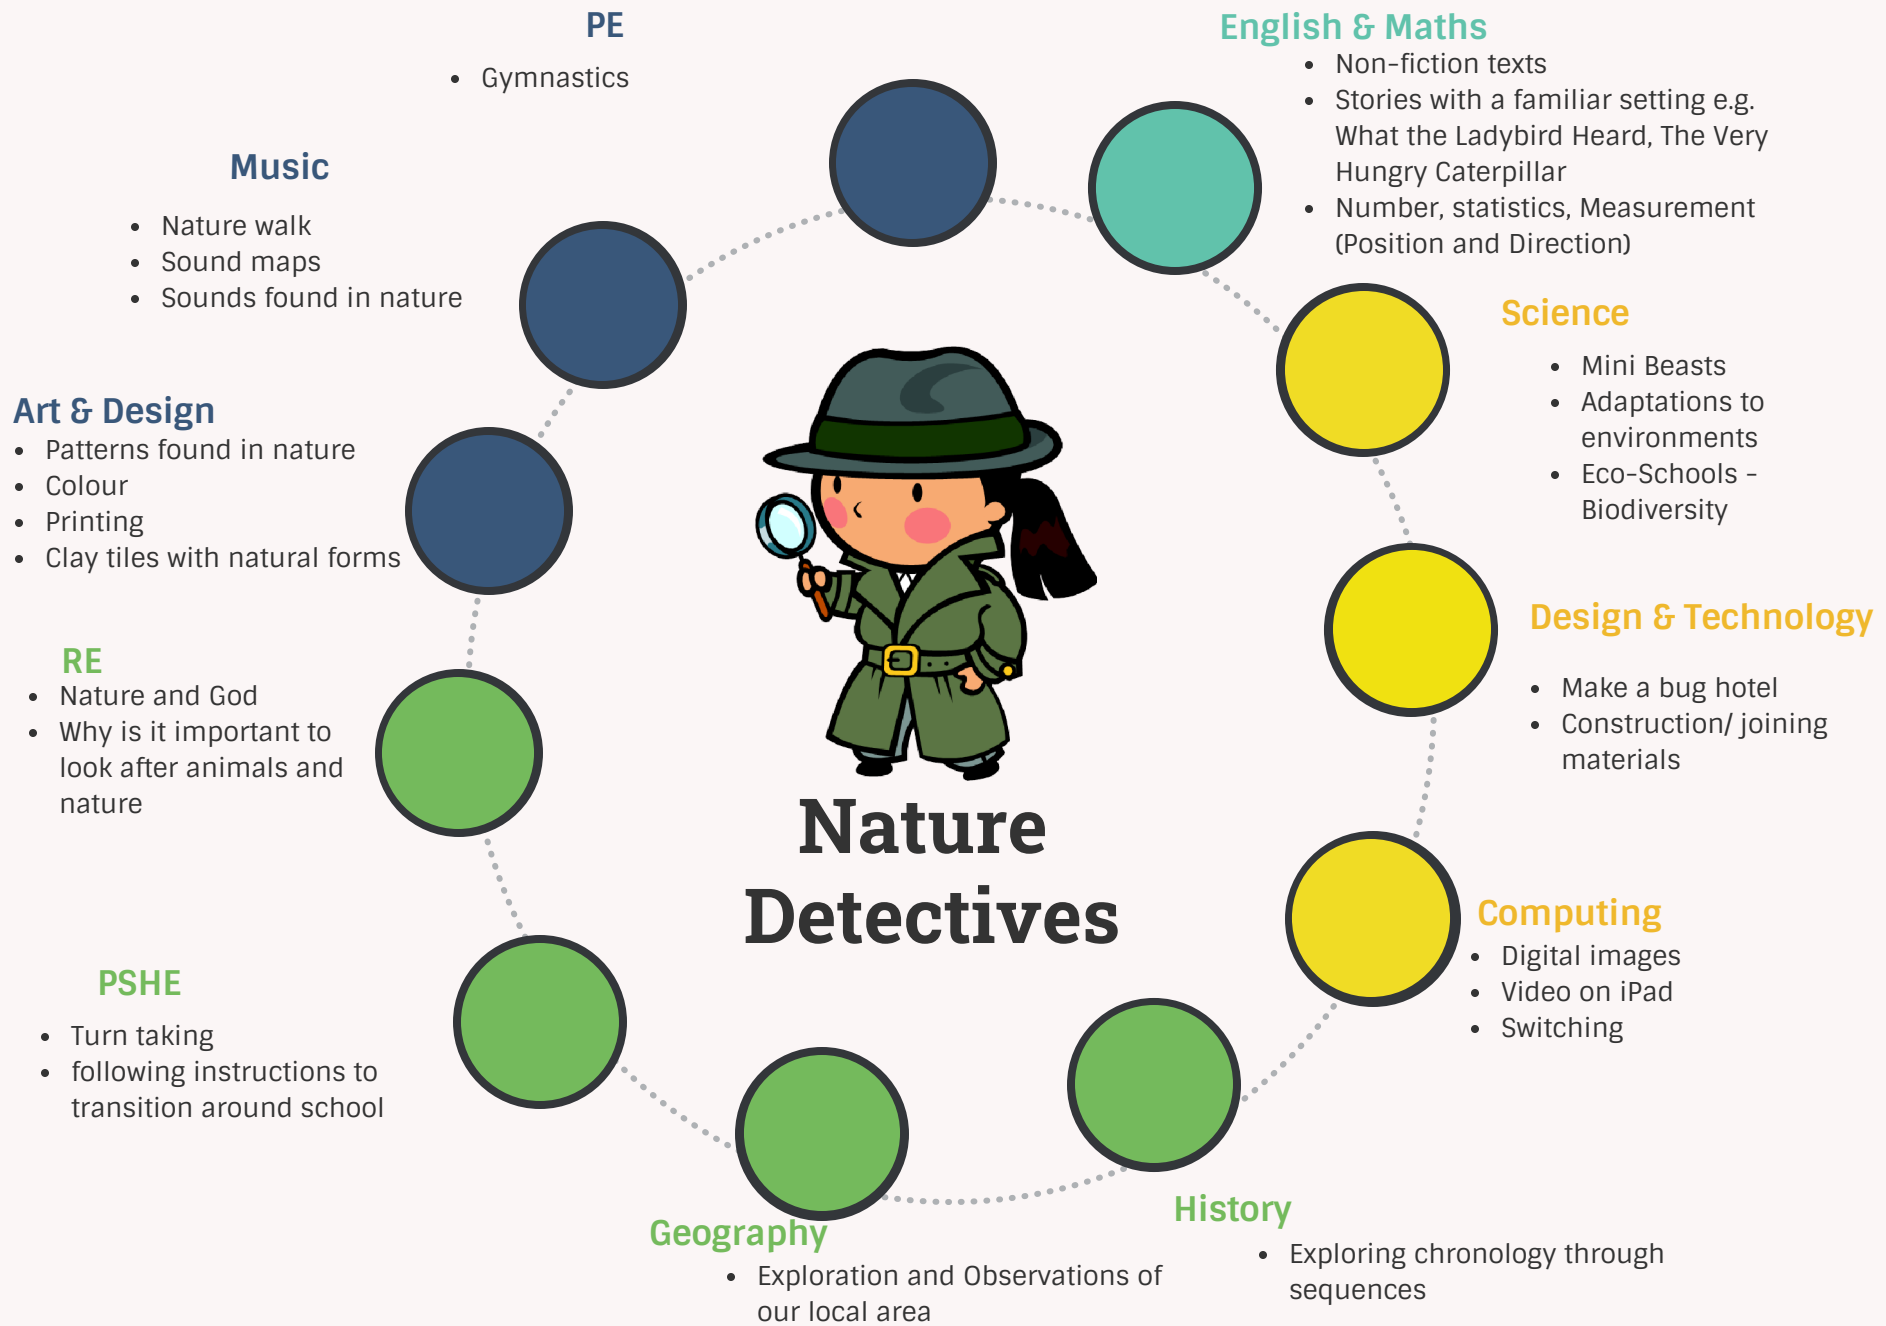 PE
• Gymnastics
English & Maths
• Non-fiction texts
• Stories with a familiar setting e.g.
What the Ladybird Heard, The Very
Hungry Caterpillar
• Number, statistics, Measurement
(Position and Direction)
Music
• Nature walk
• Sound maps
• Sounds found in nature
Science
• Mini Beasts
• Adaptations to
environments
• Eco-Schools -
Biodiversity
Art & Design
• Patterns found in nature
• Colour
• Printing
• Clay tiles with natural forms
Design & Technology
• Make a bug hotel
• Construction/ joining
materials
RE
• Nature and God
• Why is it important to
look after animals and
nature
Nature
Detectives
Computing
• Digital images
• Video on iPad
• Switching
PSHE
• Turn taking
• following instructions to
transition around school
History
• Exploring chronology through
sequences
Geography
• Exploration and Observations of
our local area